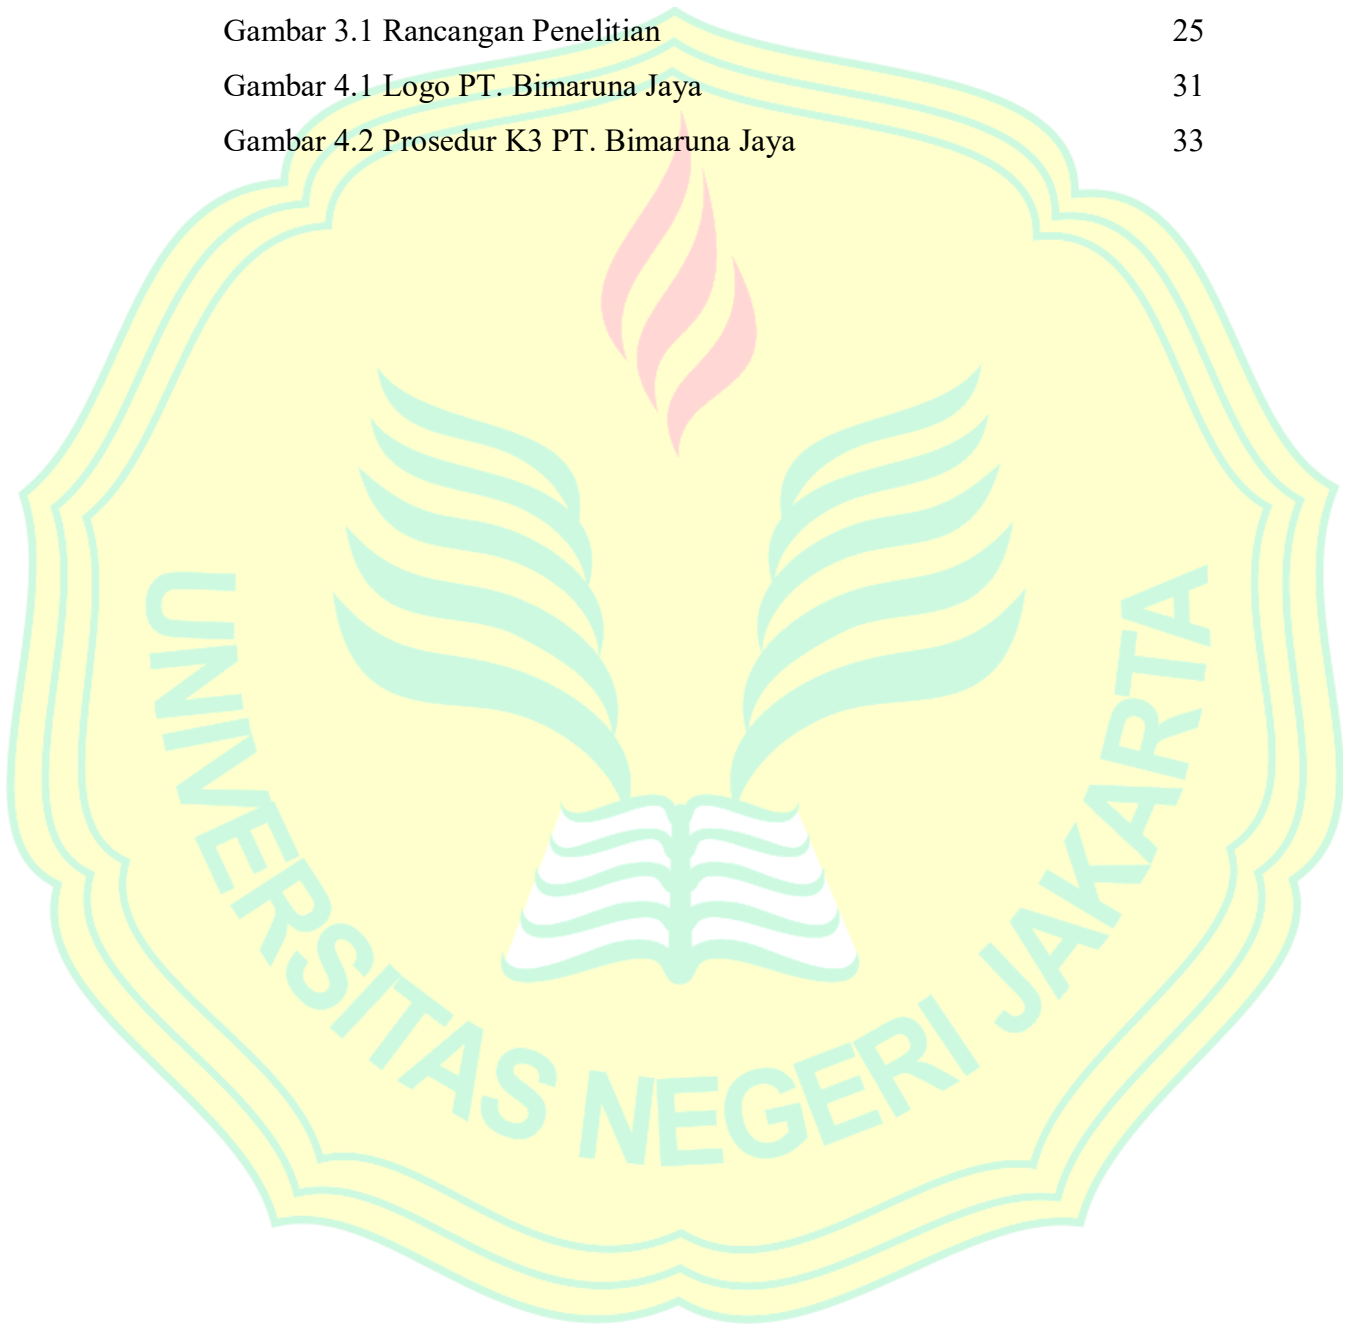 Gambar 3.1 Rancangan Penelitian 25
Gambar 4.1 Logo PT. Bimaruna Jaya 31
Gambar 4.2 Prosedur K3 PT. Bimaruna Jaya 33
UNIVERSITAS NEGERI JAKARTA